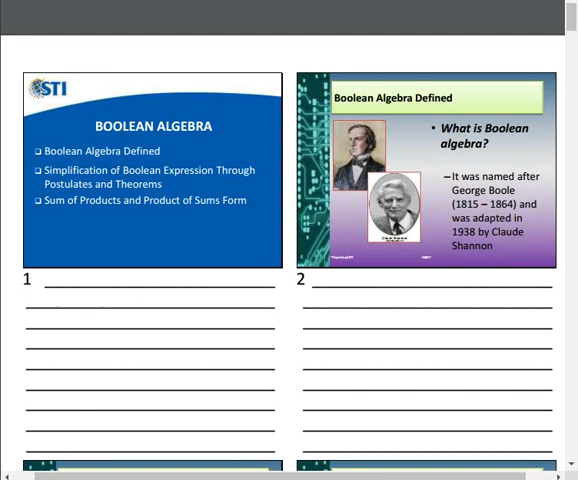 STI
BOOLEAN ALGEBRA
Boolean Algebra Defined
Simplification of Boolean Expression Through
Postulates and Theorems
Sum of Products and Product of Sums Form
1
Boolean Algebra Defined
• What is Boolean
algebra?
–It was named after
George Boole
(1815 – 1864) and
was adapted in
1938 by Claude
Shannon
2